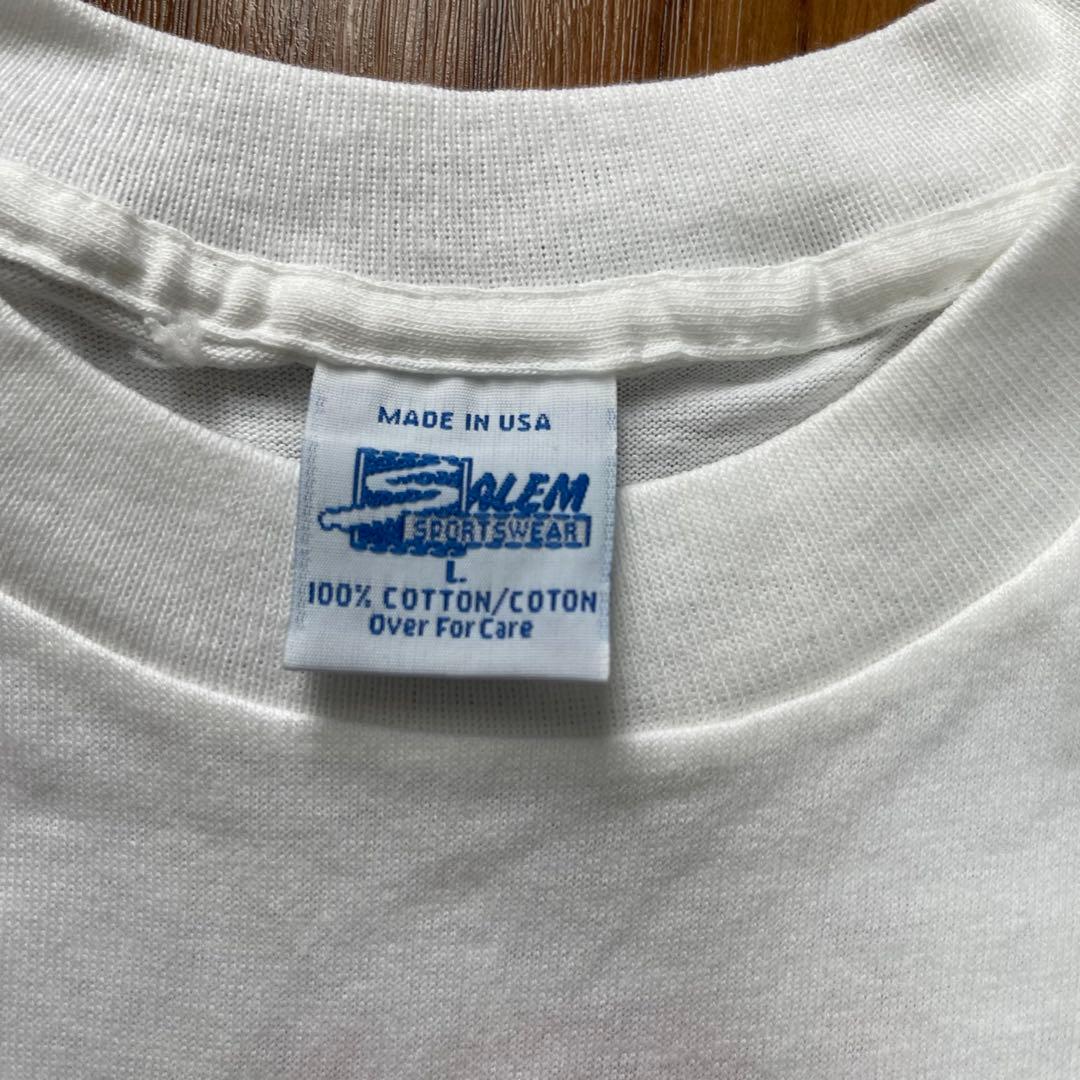 MADE IN USA
SALEM
SPORTSWEAR
L.
100% COTTON/COTON
Over For Care